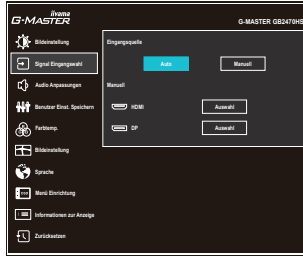 iiyama
G-MASTER
G-MASTER GB2470HS
Bildeinstellung
Signal Eingangswahl
Audio Anpassungen
Benutzer Einst. Speichern
Farbtemp.
Bildeinstellung
Sprache
Menü Einrichtung
Informationen zur Anzeige
Zurücksetzen
Eingangsquelle
Auto
Manuell
Manuell
HDMI
Auswahl
DP
Auswahl